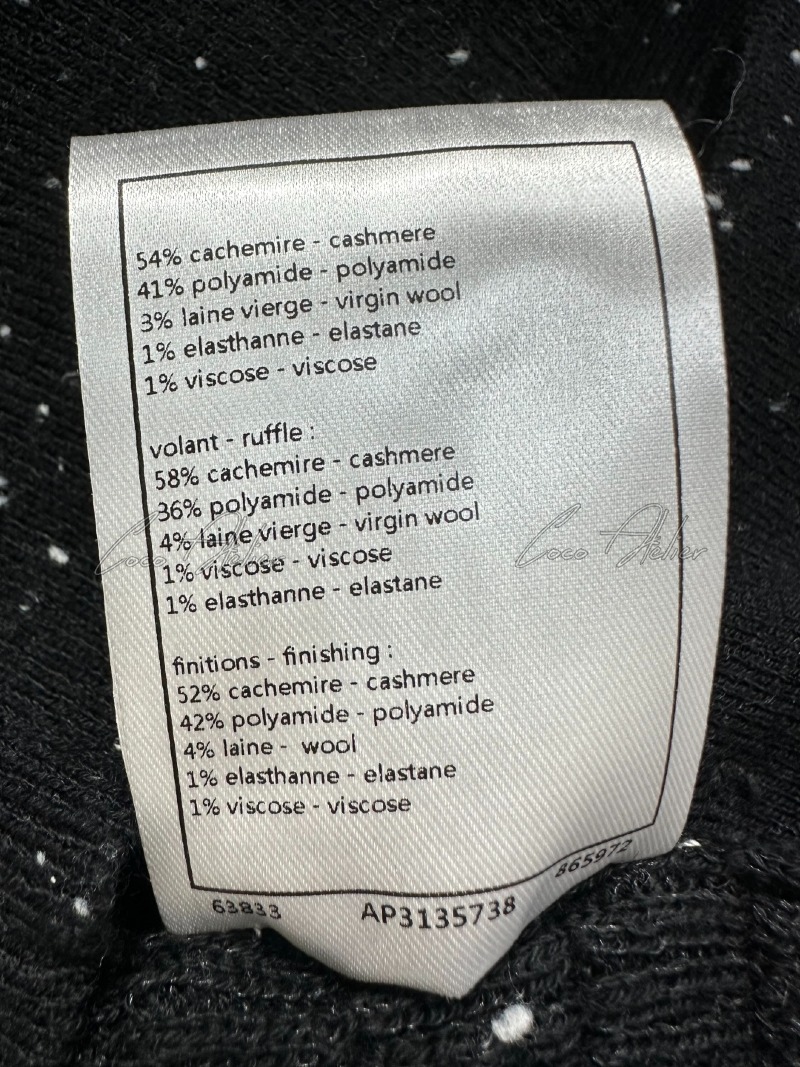 54% cachemire - cashmere
41% polyamide - polyamide
3% laine vierge - virgin wool
1% elasthanne - elastane
1% viscose - viscose
volant - ruffle :
58% cachemire - cashmere
36% polyamide - polyamide
4% laine vierge - virgin wool
1% viscose - viscose
1% elasthanne - elastane
Coco Atelier Coco Atelier
finitions - finishing :
52% cachemire - cashmere
42% polyamide - polyamide
4% laine - wool
1% elasthanne - elastane
1% viscose - viscose
63833 AP3135738 865972